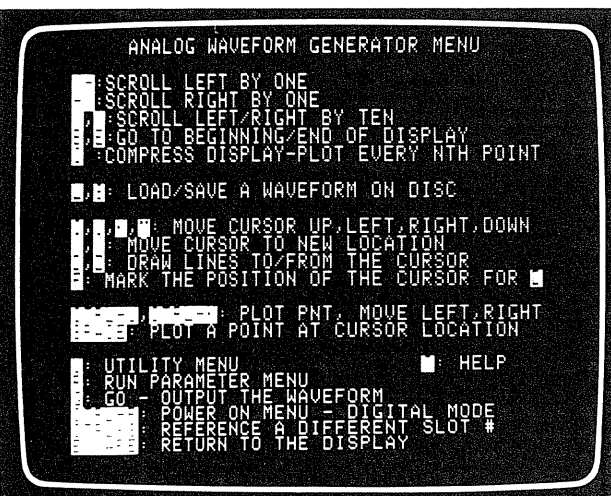 ANALOG WAVEFORM GENERATOR MENU
:SCROLL LEFT BY ONE
:SCROLL RIGHT BY ONE
, :SCROLL LEFT/RIGHT BY TEN
, :GO TO BEGINNING/END OF DISPLAY
:COMPRESS DISPLAY-PLOT EVERY NTH POINT
, : LOAD/SAVE A WAVEFORM ON DISC
, , , : MOVE CURSOR UP,LEFT,RIGHT,DOWN
, : MOVE CURSOR TO NEW LOCATION
, : DRAW LINES TO/FROM THE CURSOR
: MARK THE POSITION OF THE CURSOR FOR
, : PLOT PNT, MOVE LEFT,RIGHT
: PLOT A POINT AT CURSOR LOCATION
: UTILITY MENU : HELP
: RUN PARAMETER MENU
: GO - OUTPUT THE WAVEFORM
: POWER ON MENU - DIGITAL MODE
: REFERENCE A DIFFERENT SLOT #
: RETURN TO THE DISPLAY